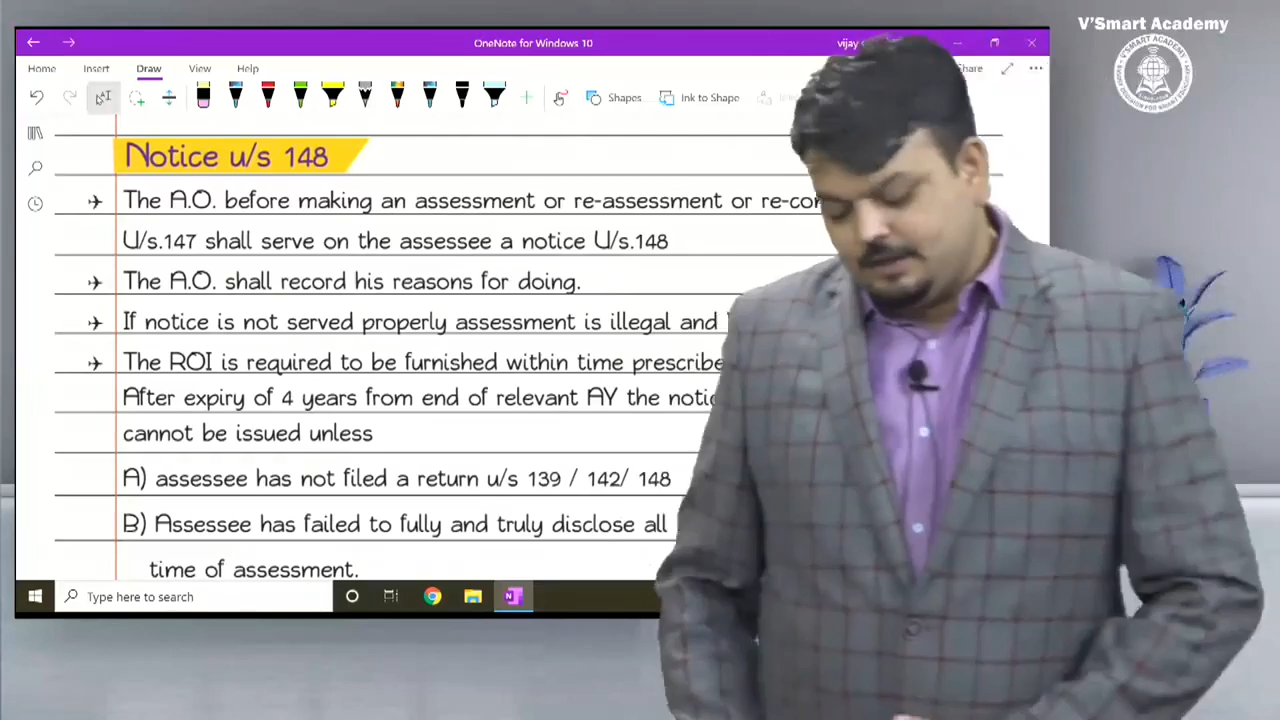 V'Smart Academy
OneNote for Windows 10
vijay
Home Insert Draw View Help
Share
Shapes
Ink to Shape
Notice u/s 148
The A.O. before making an assessment or re-assessment or
U/s.147 shall serve on the assessee a notice U/s.148
The A.O. shall record his reasons for doing.
If notice is not served properly assessment is illegal and
The ROI is required to be furnished within time
After expiry of 4 years from end of relevant AY the
cannot be issued unless
A) assessee has not filed a return u/s 139 / 142/ 148
B) Assessee has failed to fully and truly disclose all
time of assessment.
Type here to search